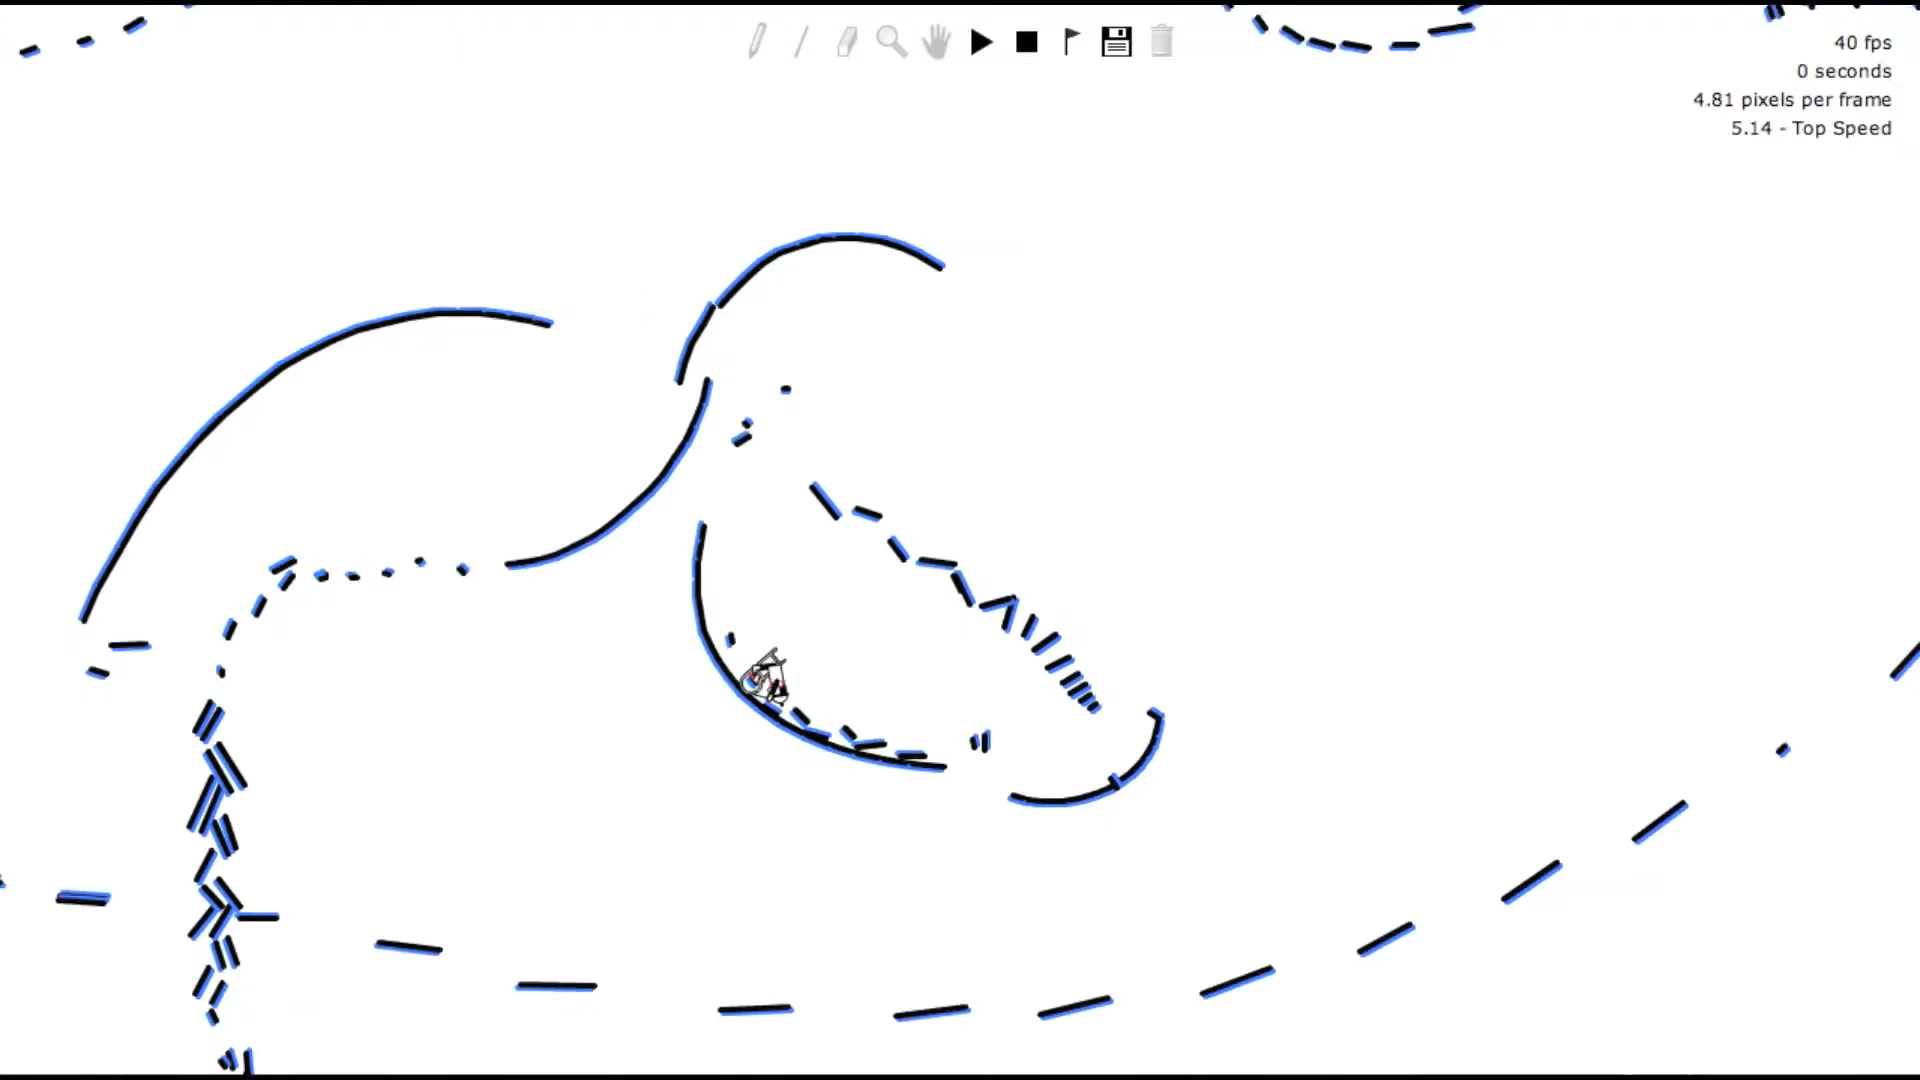 40 fps
0 seconds
4.81 pixels per frame
5.14 - Top Speed